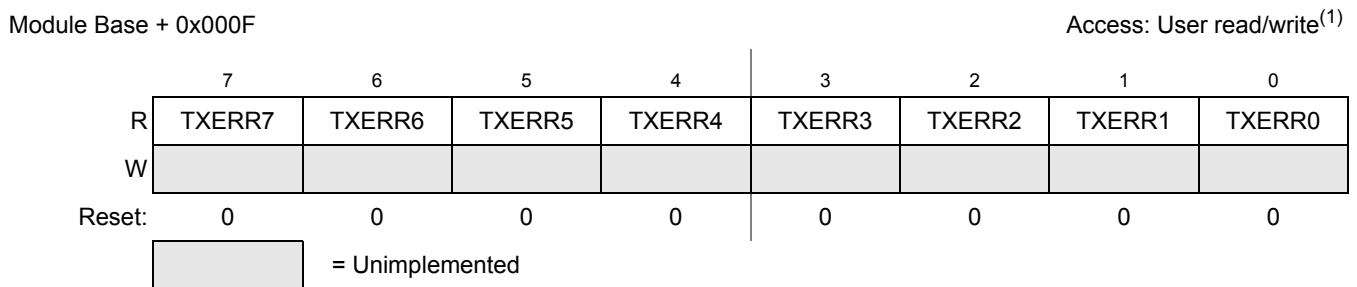 Module Base + 0x000F Access: User read/write(1)
7 6 5 4 3 2 1 0
R TXERR7 TXERR6 TXERR5 TXERR4 TXERR3 TXERR2 TXERR1 TXERR0
W
Reset: 0 0 0 0 0 0 0 0
= Unimplemented